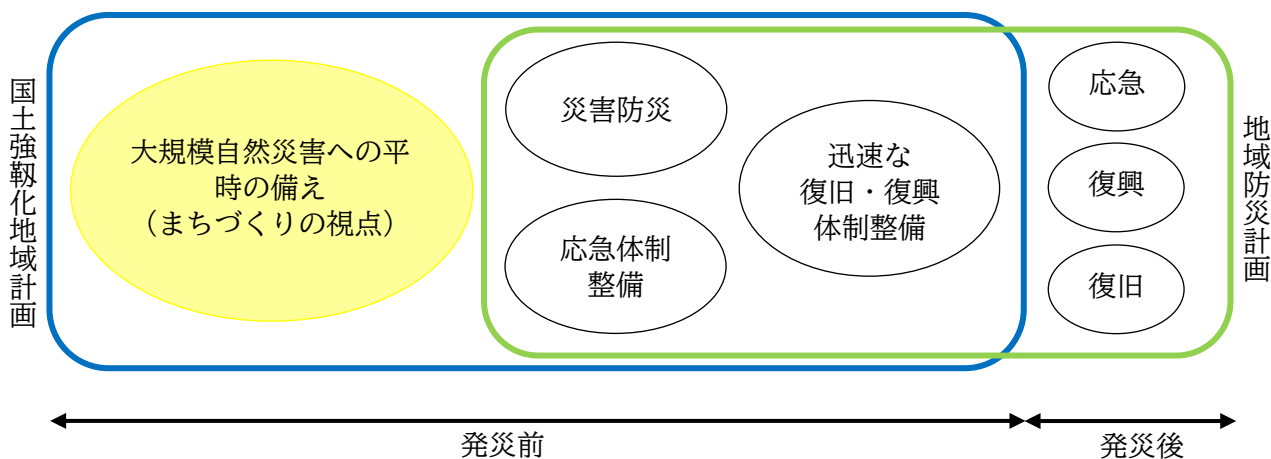 国土強靱化地域計画
大規模自然災害への平
時の備え
（まちづくりの視点）
災害防災
応急体制
整備
迅速な
復旧・復興
体制整備
応急
復興
復旧
地域防災計画
発災前
発災後